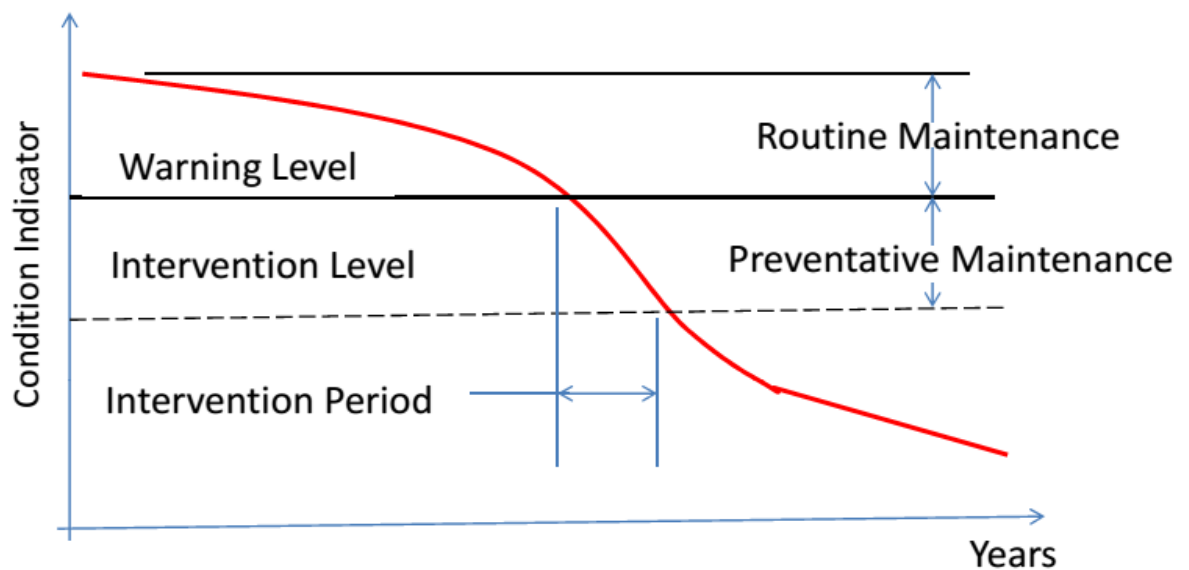 Condition Indicator
Routine Maintenance
Warning Level
Preventative Maintenance
Intervention Level
Intervention Period
Years